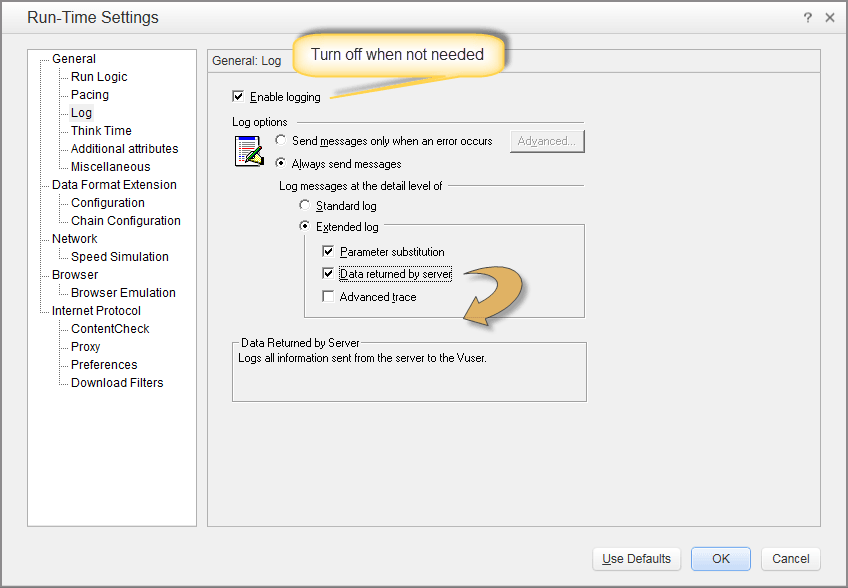 Run-Time Settings
? ×
General
Run Logic
Pacing
Log
Think Time
Additional attributes
Miscellaneous
Data Format Extension
Configuration
Chain Configuration
Network
Speed Simulation
Browser
Browser Emulation
Internet Protocol
ContentCheck
Proxy
Preferences
Download Filters
General: Log
Turn off when not needed
Enable logging
Log options
Send messages only when an error occurs
Advanced...
Always send messages
Log messages at the detail level of
Standard log
Extended log
Parameter substitution
Data returned by server
Advanced trace
Data Returned by Server
Logs all information sent from the server to the Vuser.
Use Defaults OK Cancel